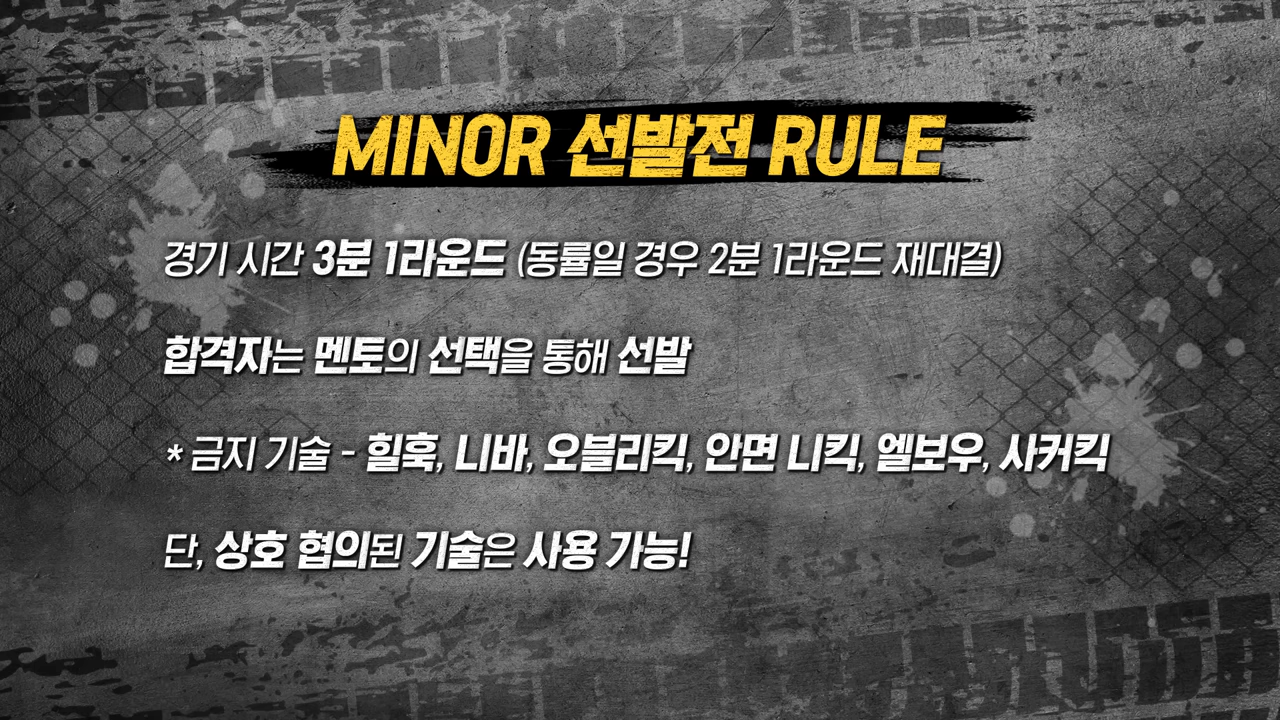 MINOR 선발전 RULE
경기 시간 3분 1라운드 (동률일 경우 2분 1라운드 재대결)
합격자는 멘토의 선택을 통해 선발
* 금지 기술 - 힐훅, 니바, 오블리킥, 안면 니킥, 엘보우, 사커킥
단, 상호 협의된 기술은 사용 가능!